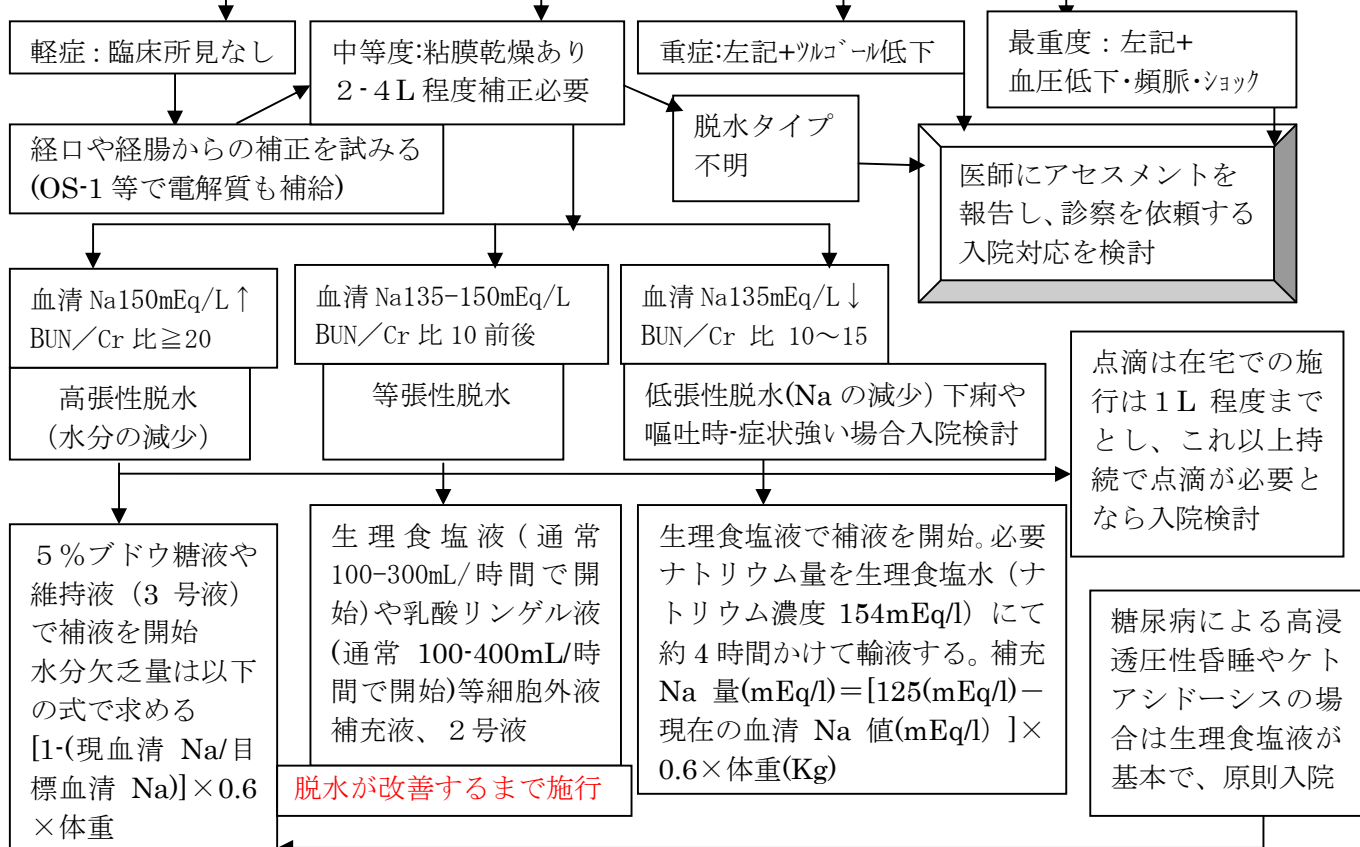 軽症：臨床所見なし
中等度:粘膜乾燥あり
２-４L 程度補正必要
重症:左記+ﾂﾙｺﾞｰﾙ低下
最重度：左記+
血圧低下・頻脈・ｼｮｯｸ
経口や経腸からの補正を試みる
(OS-1 等で電解質も補給)
脱水タイプ
不明
医師にアセスメントを
報告し、診察を依頼する
入院対応を検討
血清 Na150mEq/L↑
BUN／Cr 比≧20
血清 Na135-150mEq/L
BUN／Cr 比 10 前後
血清 Na135mEq/L↓
BUN／Cr 比 10～15
高張性脱水
（水分の減少）
等張性脱水
低張性脱水(Na の減少) 下痢や
嘔吐時-症状強い場合入院検討
点滴は在宅での施
行は１L 程度まで
とし、これ以上持
続で点滴が必要と
なら入院検討
５％ブドウ糖液や
維持液（3 号液）
で補液を開始
水分欠乏量は以下
の式で求める
[1-(現血清 Na/目
標血清 Na)]×0.6
×体重
生理食塩液(通常
100-300mL/時間で開
始)や乳酸リンゲル液
(通常 100-400mL/時
間で開始)等細胞外液
補充液、２号液
脱水が改善するまで施行
生理食塩液で補液を開始。必要
ナトリウム量を生理食塩水（ナ
トリウム濃度 154mEq/l）にて
約 4 時間かけて輸液する。補充
Na 量(mEq/l)＝[125(mEq/l)－
現在の血清 Na 値(mEq/l）]×
0.6×体重(Kg)
糖尿病による高浸
透圧性昏睡やケト
アシドーシスの場
合は生理食塩液が
基本で、原則入院